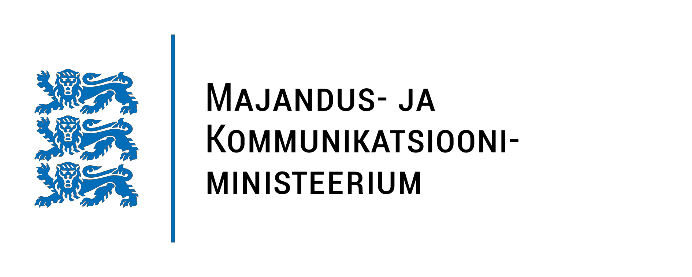 Majandus- ja
Kommunikatsiooni-
ministeerium